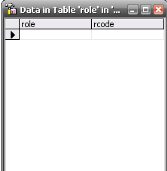 Data in Table 'role' in '...
role rcode